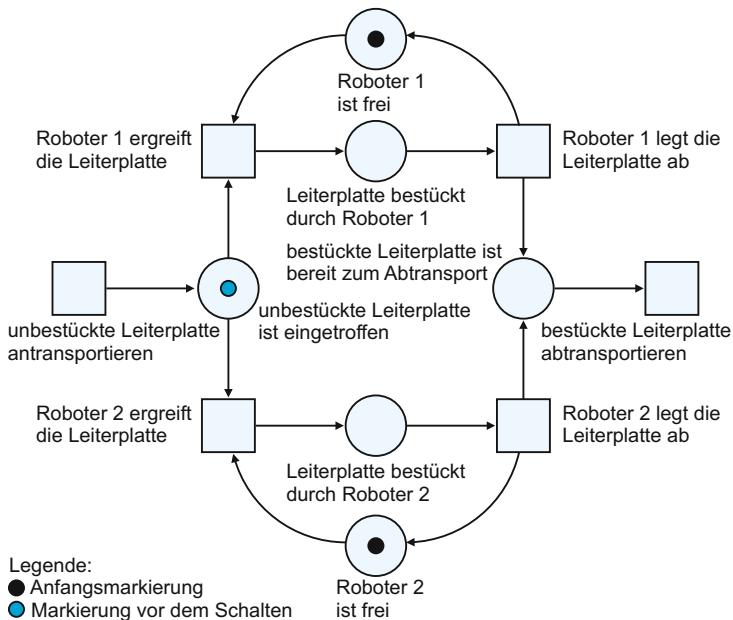 Roboter 1
ist frei
Roboter 1 ergreift
die Leiterplatte
Roboter 1 legt die
Leiterplatte ab
Leiterplatte bestückt
durch Roboter 1
bestückte Leiterplatte ist
bereit zum Abtransport
unbestückte Leiterplatte
antransportieren
unbestückte Leiterplatte
ist eingetroffen
bestückte Leiterplatte
abtransportieren
Roboter 2 ergreift
die Leiterplatte
Roboter 2 legt die
Leiterplatte ab
Leiterplatte bestückt
durch Roboter 2
Roboter 2
ist frei
Legende:
Anfangsmarkierung
Markierung vor dem Schalten